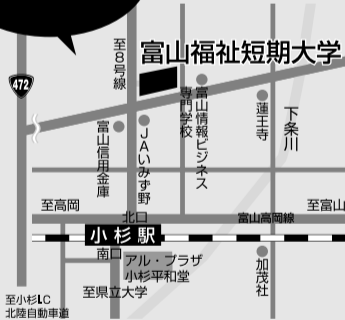 至8号線
富山福祉短期大学
472
富山情報ビジネス
専門学校
蓮王寺
下条川
富山信用金庫
JAいみず野
至高岡
北口
富山高岡線
至富山
小杉駅
南口
アル・プラザ
小杉平和堂
加茂社
至県立大学
至小杉LC
北陸自動車道